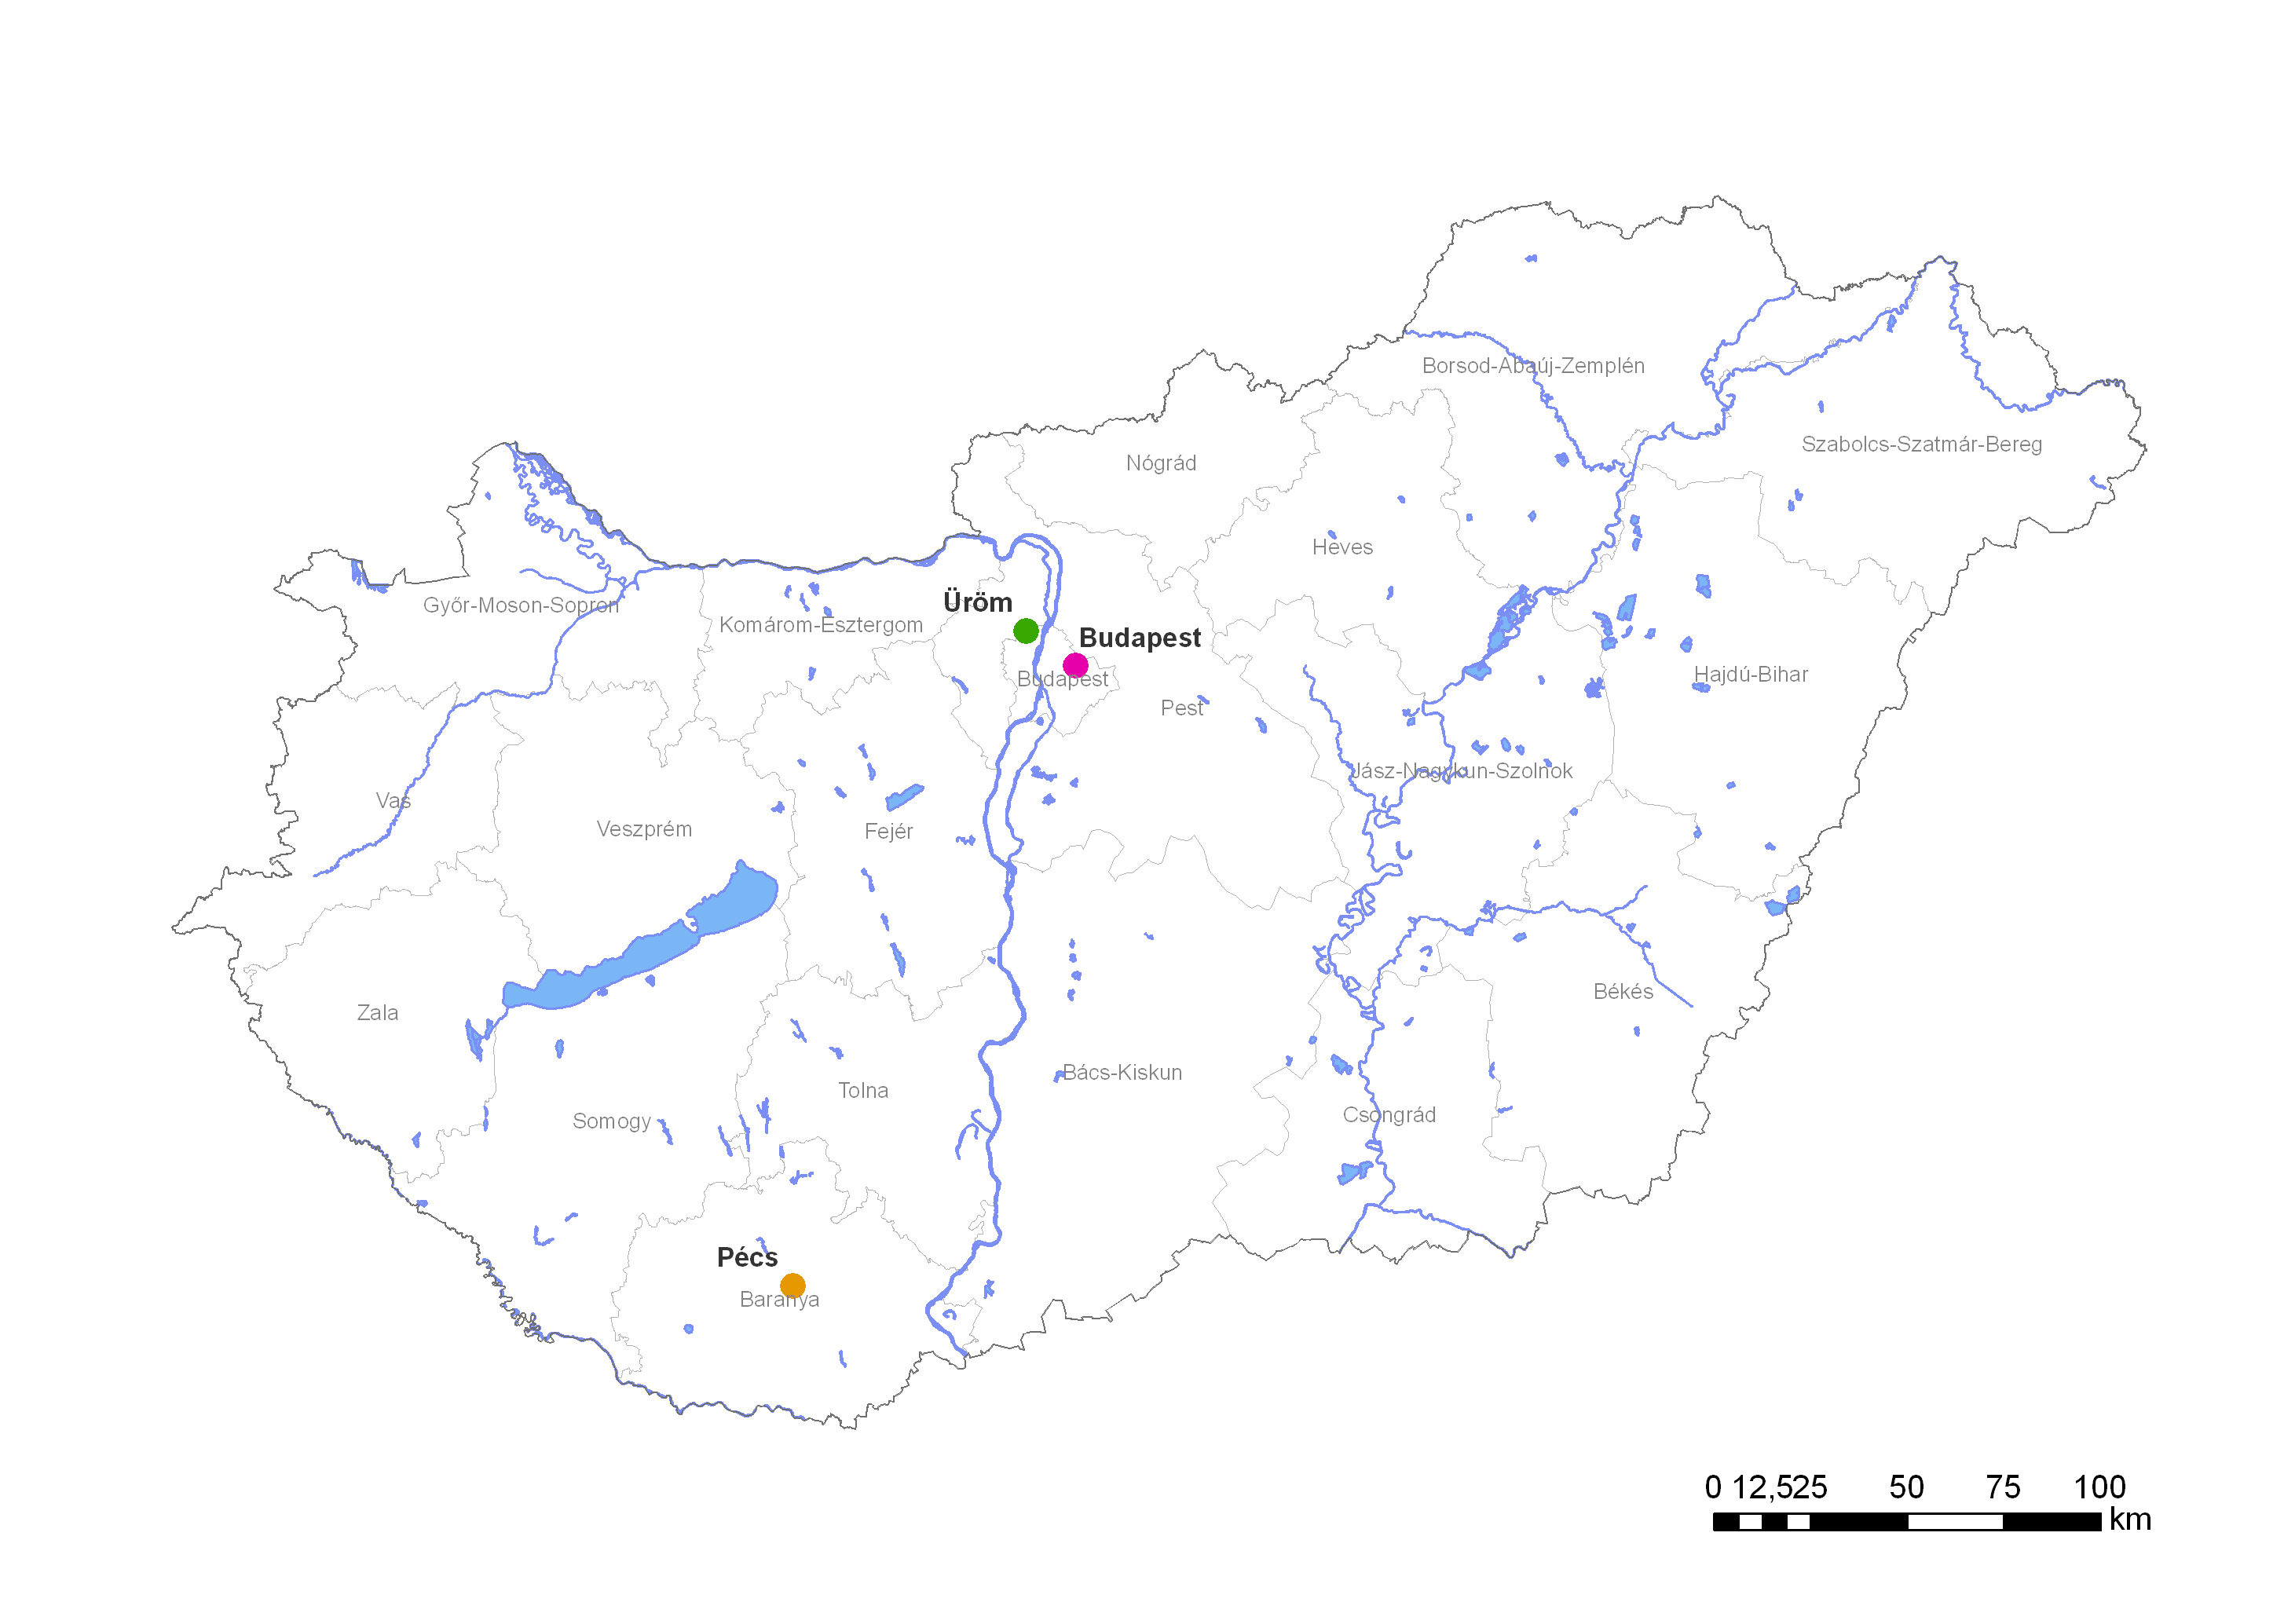 Borsod-Abaúj-Zemplén
Szabolcs-Szatmár-Bereg
Nógrád
Heves
Győr-Moson-Sopron
Üröm
Komárom-Esztergom
Budapest
Budapest
Hajdú-Bihar
Pest
Jász-Nagykun-Szolnok
Vas
Veszprém
Fejér
Zala
Békés
Bács-Kiskun
Tolna
Somogy
Csongrád
Pécs
Baranya
0 12,525 50 75 100
km